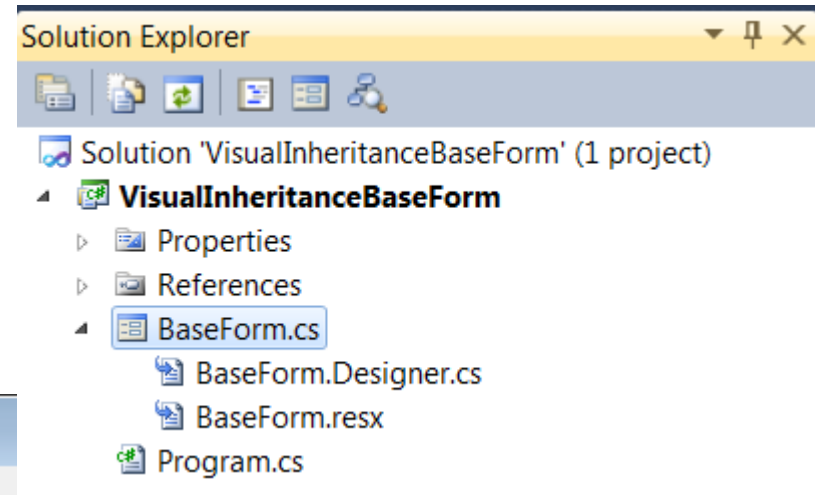 Solution Explorer
Solution 'VisualInheritanceBaseForm' (1 project)
VisualInheritanceBaseForm
Properties
References
BaseForm.cs
BaseForm.Designer.cs
BaseForm.resx
Program.cs